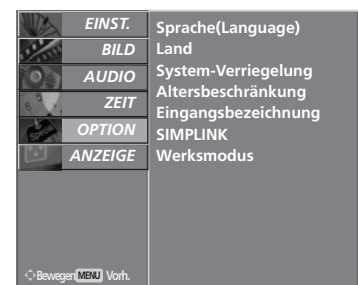 EINST.
BILD
AUDIO
ZEIT
OPTION
ANZEIGE
Sprache(Language)
Land
System-Verriegelung
Altersbeschränkung
Eingangsbezeichnung
SIMPLINK
Werksmodus
Bewegen MENU Vorh.